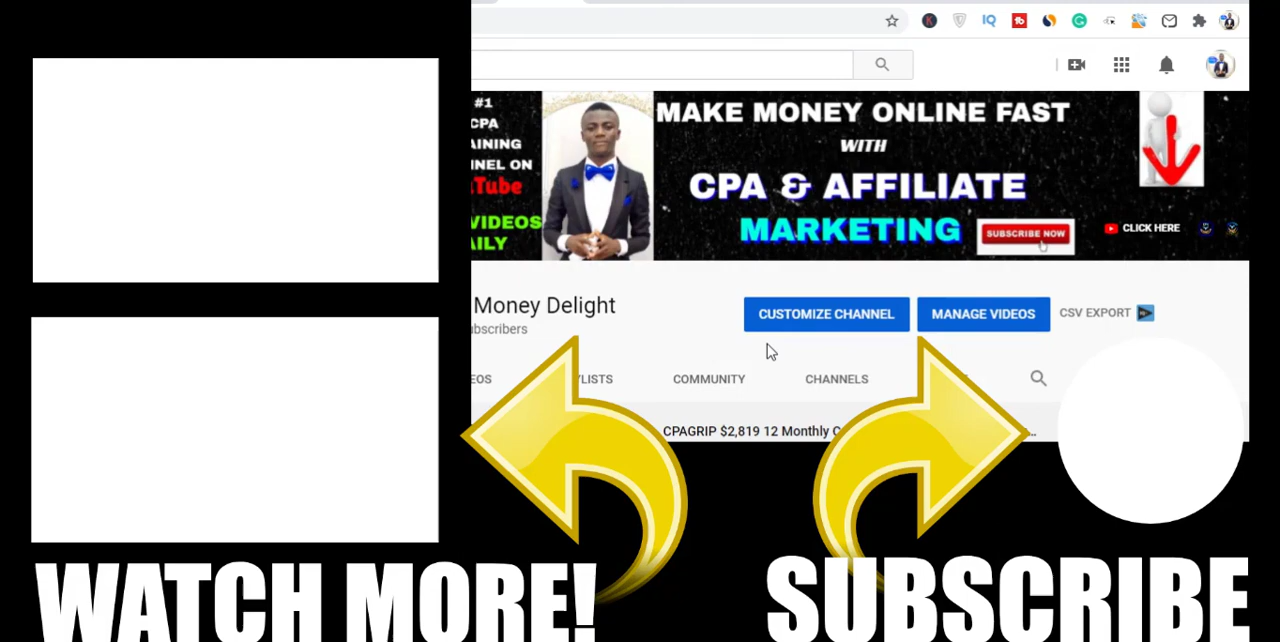 #1
CPA
AINING
NEL ON
Tube
VIDEOS
AILY
MAKE MONEY ONLINE FAST
WITH
CPA & AFFILIATE
MARKETING
SUBSCRIBE NOW
CLICK HERE
Money Delight
bscribers
CUSTOMIZE CHANNEL
MANAGE VIDEOS
CSV EXPORT
EOS
LISTS
COMMUNITY
CHANNELS
CPAGRIP $2,819 12 Monthly
WATCH MORE!
SUBSCRIBE